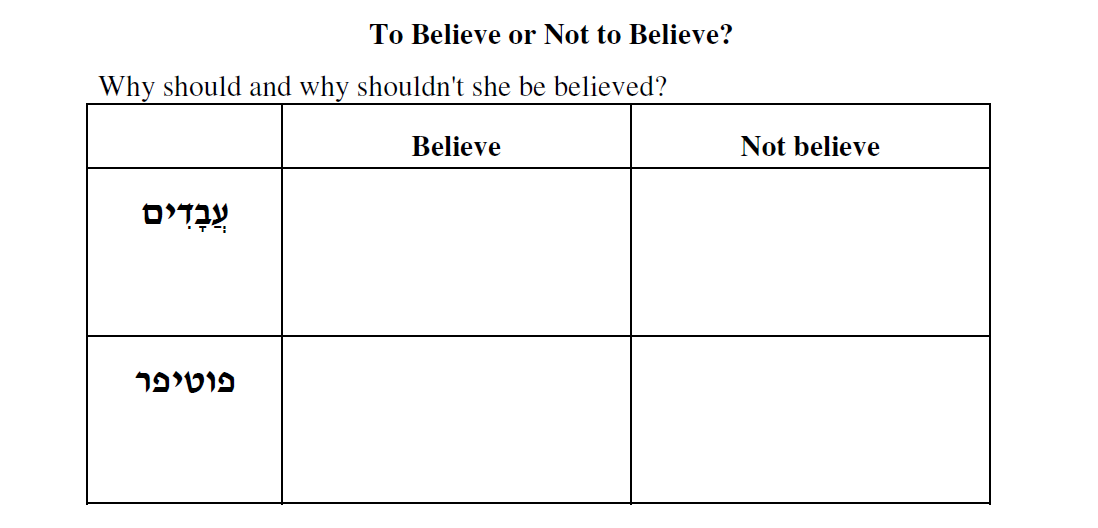 To Believe or Not to Believe?
Why should and why shouldn't she be believed?
Believe Not believe
עֲבָדִים
פוטיפר